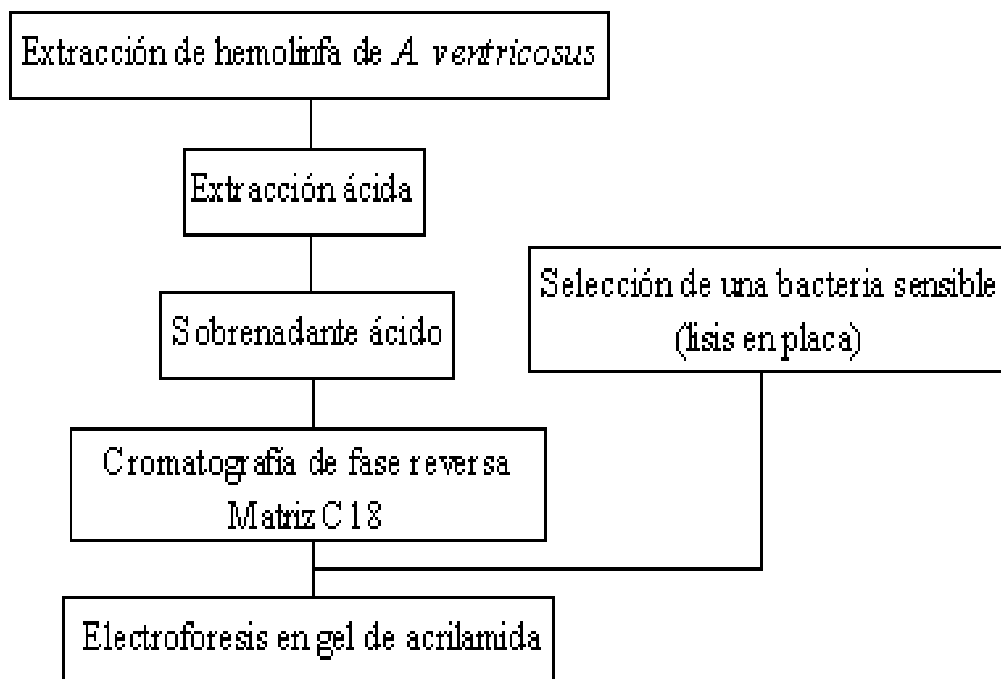 Extracción de hemolinfa de A. ventricosus
Extracción ácida
Sobrenadante ácido
Selección de una bacteria sensible
(lisis en placa)
Cromatografía de fase reversa
Matriz C18
Electroforesis en gel de acrilamida